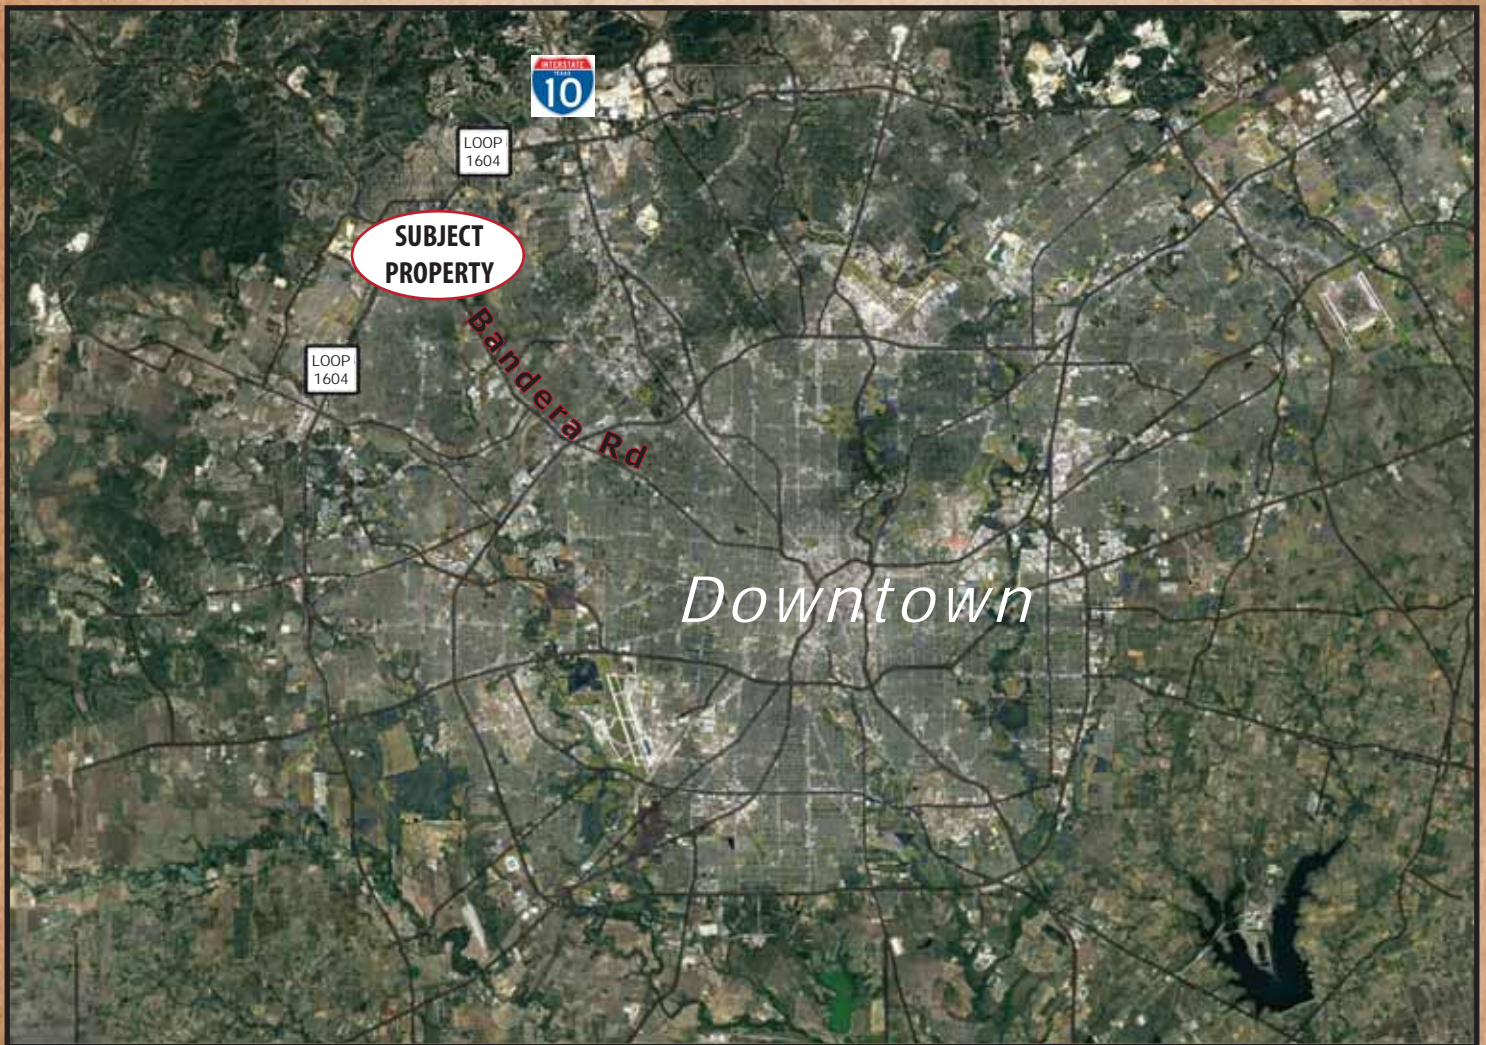 INTERSTATE
TEXAS
10
LOOP
1604
SUBJECT
PROPERTY
Bandera Rd
LOOP
1604
Downtown